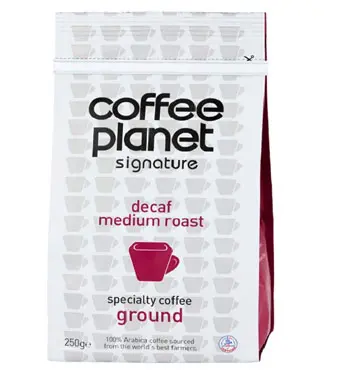 coffee
planet
signature
decaf
medium roast
specialty coffee
ground
250g℮
100% Arabica coffee sourced
from the world's best farmers.